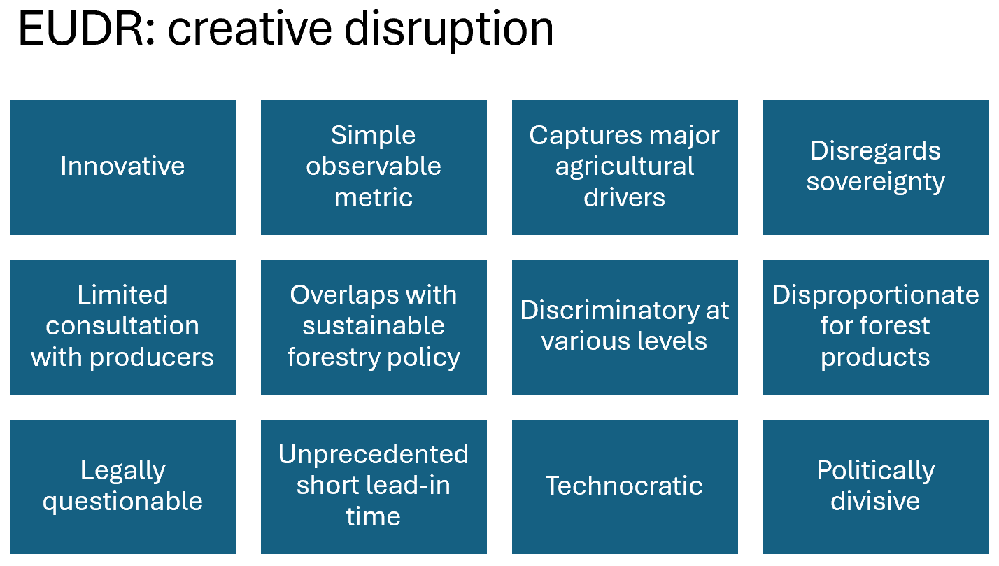 EUDR: creative disruption
Innovative
Simple
observable
metric
Captures major
agricultural
drivers
Disregards
sovereignty
Limited
consultation
with producers
Overlaps with
sustainable
forestry policy
Discriminatory at
various levels
Disproportionate
for forest
products
Legally
questionable
Unprecedented
short lead-in
time
Technocratic
Politically
divisive